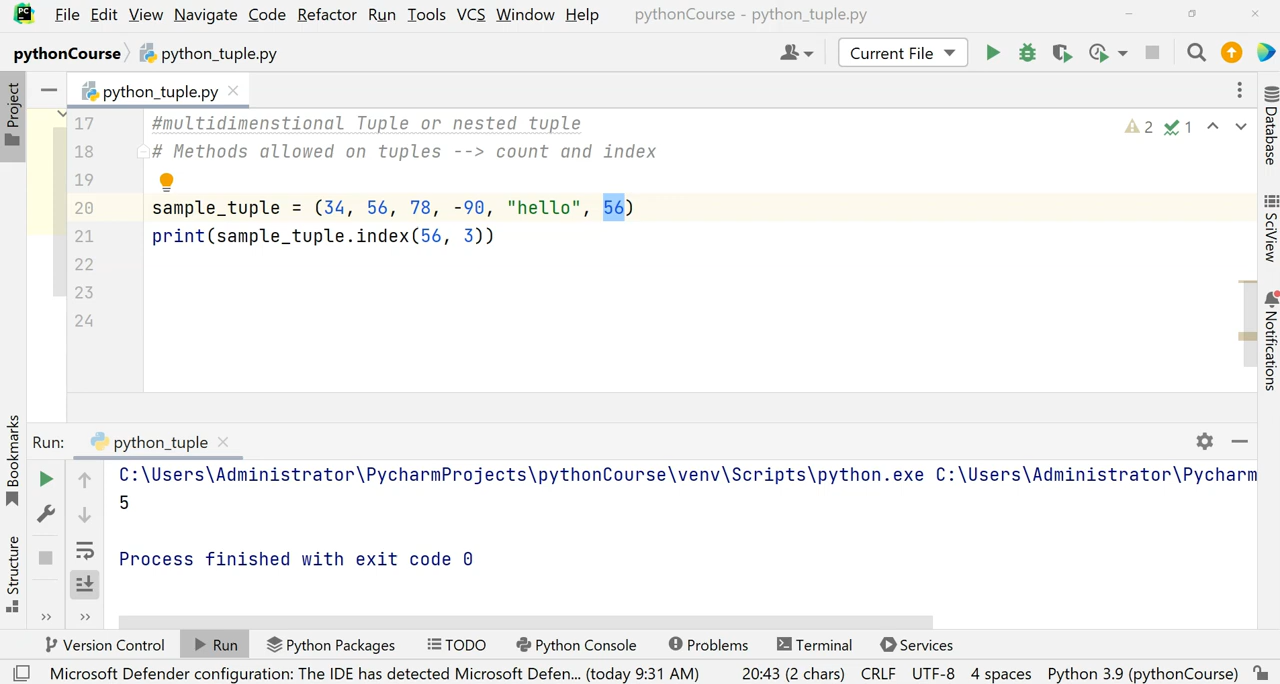 PC File Edit View Navigate Code Refactor Run Tools VCS Window Help pythonCourse - python_tuple.py
pythonCourse python_tuple.py Current File
Project
python_tuple.py
17 #multidimenstional Tuple or nested tuple
2 1
18 # Methods allowed on tuples --> count and index
19
20 sample_tuple = (34, 56, 78, -90, "hello", 56)
21 print(sample_tuple.index(56, 3))
22
23
24
Database
SciView
Notifications
Bookmarks
Structure
Run: python_tuple
C:\Users\Administrator\PycharmProjects\pythonCourse\venv\Scripts\python.exe C:\Users\Administrator\Pycharm
5
Process finished with exit code 0
Version Control Run Python Packages TODO Python Console Problems Terminal Services
Microsoft Defender configuration: The IDE has detected Microsoft Defen... (today 9:31 AM) 20:43 (2 chars) CRLF UTF-8 4 spaces Python 3.9 (pythonCourse)